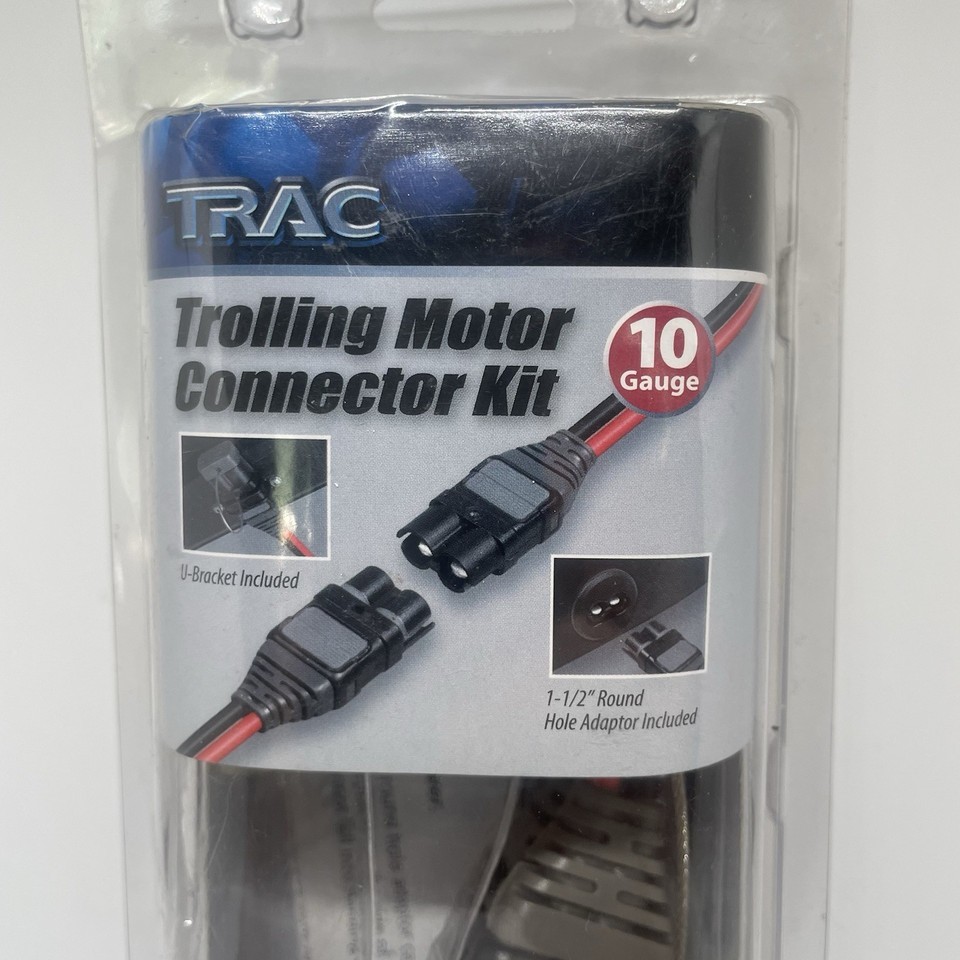 TRAC
Trolling Motor
Connector Kit
10
Gauge
U-Bracket Included
1-1/2" Round
Hole Adaptor Included